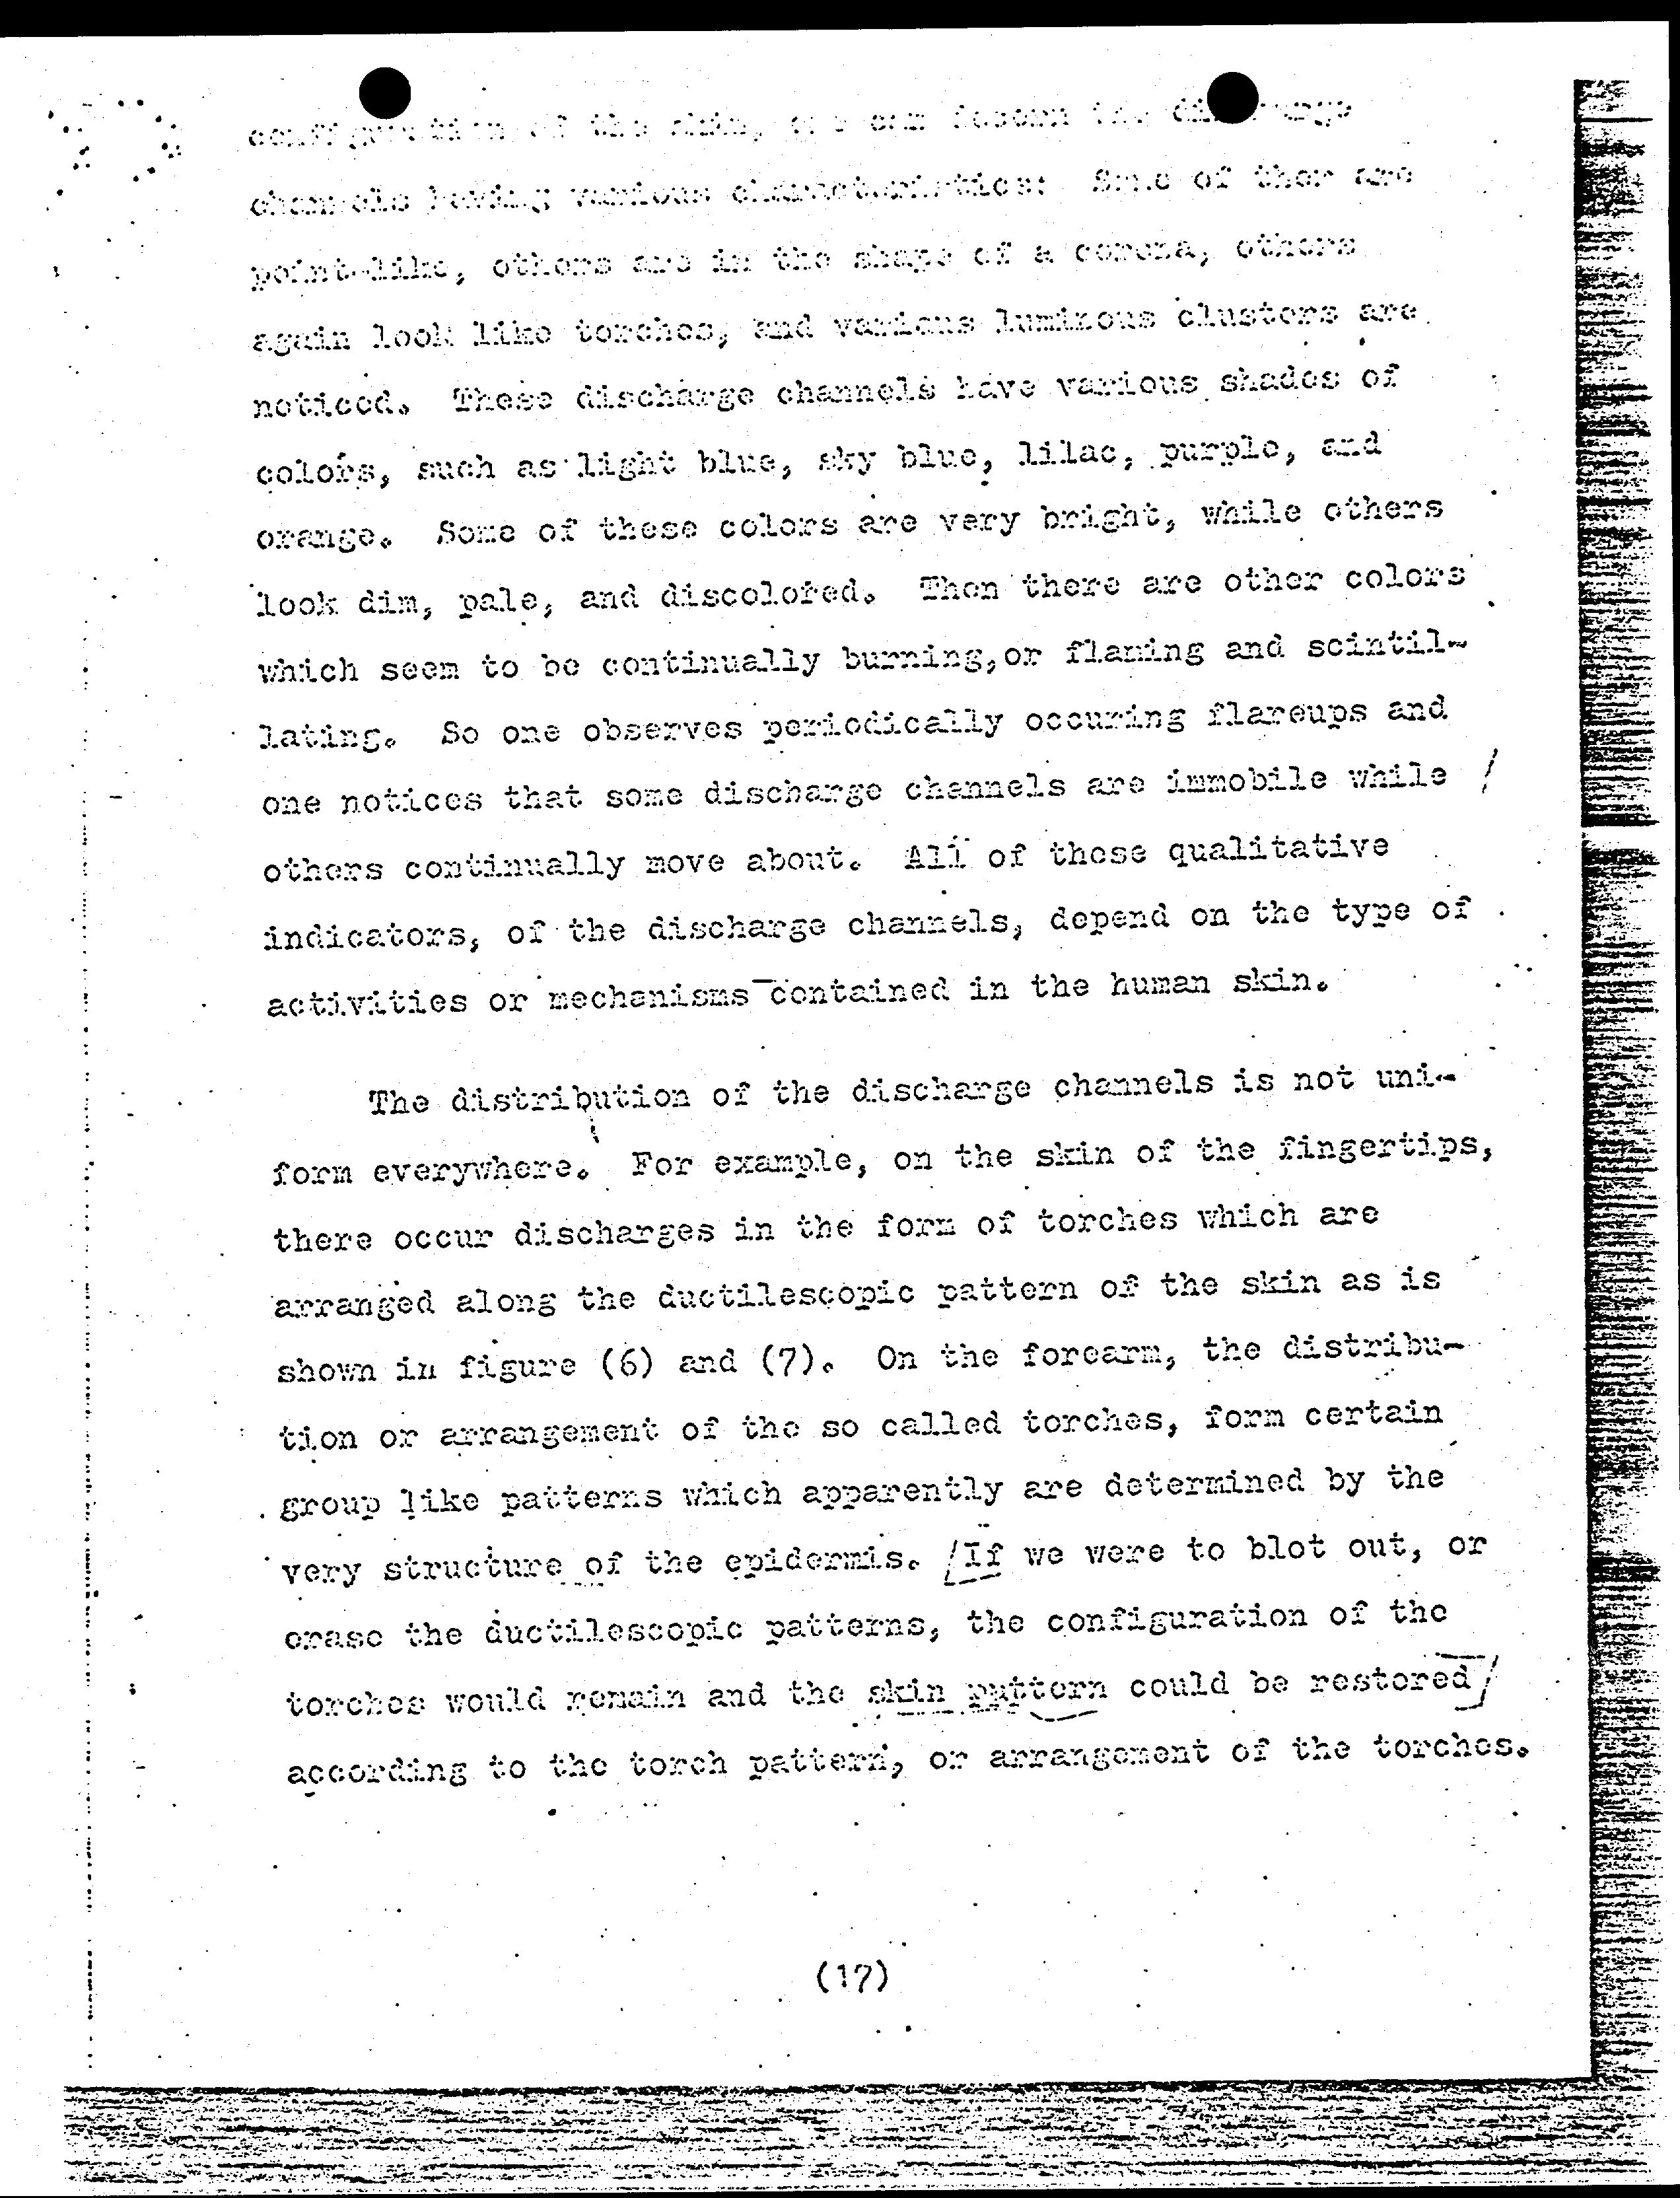 configuration of the skin, one can discern the discharge
channels having various characteristics: Some of them are
point-like, others are in the shape of a corona, others
again look like torches, and various luminous clusters are
noticed. These discharge channels have various shades of
colors, such as light blue, sky blue, lilac, purple, and
orange. Some of these colors are very bright, while others
look dim, pale, and discolored. Then there are other colors
which seem to be continually burning, or flaming and scintil-
lating. So one observes periodically occuring flareups and
one notices that some discharge channels are immobile while
others continually move about. All of these qualitative
indicators, of the discharge channels, depend on the type of
activities or mechanisms contained in the human skin.
The distribution of the discharge channels is not uni-
form everywhere. For example, on the skin of the fingertips,
there occur discharges in the form of torches which are
arranged along the ductilescopic pattern of the skin as is
shown in figure (6) and (7). On the forearm, the distribu-
tion or arrangement of the so called torches, form certain
group like patterns which apparently are determined by the
very structure of the epidermis. [If we were to blot out, or
erase the ductilescopic patterns, the configuration of the
torches would remain and the skin puttern could be restored]
according to the torch pattern, or arrangement of the torches.
(17)